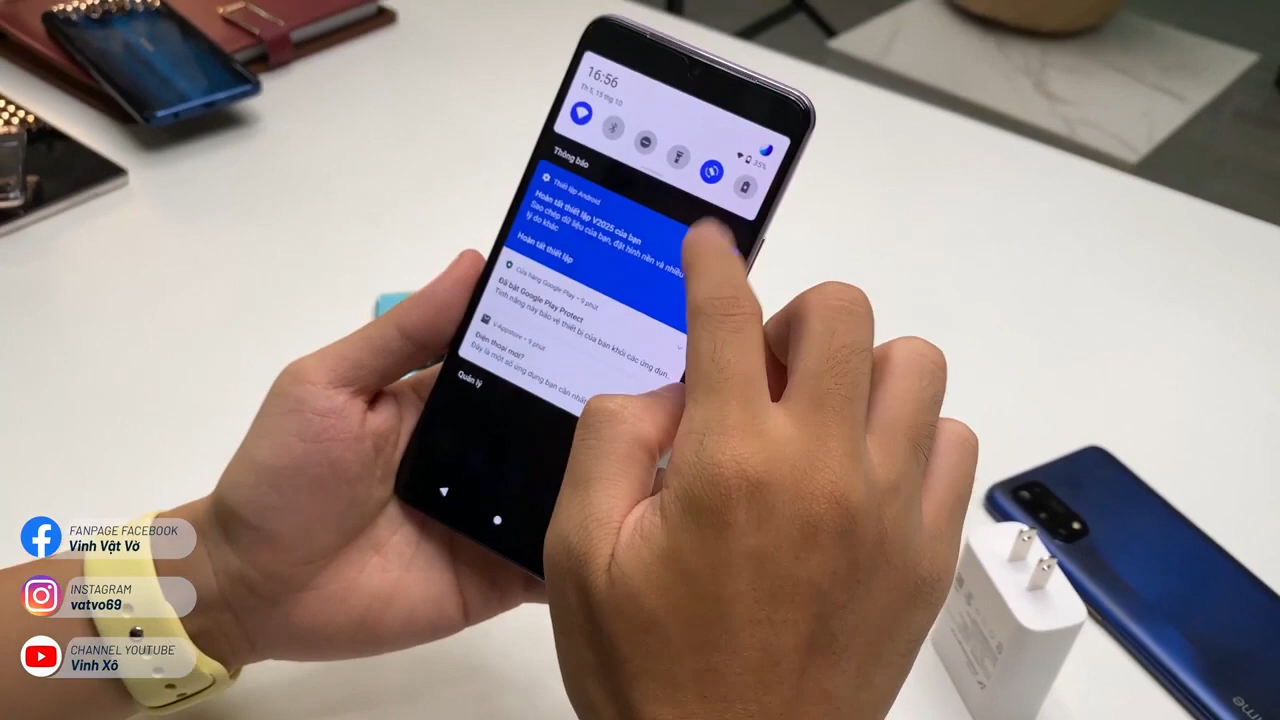 16:56
Th 5, 15 thg 10
35%
Thông báo
Thiết lập Android
Hoàn tất thiết lập V2025 của bạn
Sao chép dữ liệu của bạn, đặt hình nền và nhiều
lý do khác
Hoàn tất thiết lập
Cửa hàng Google Play • 9 phút
Đã bật Google Play Protect
Tính năng này bảo vệ thiết bị của bạn khỏi các ứng dụn..
V-Appstore • 9 phút
Điện thoại mới?
Đây là một số ứng dụng bạn cần nhất
Quản lý
FANPAGE FACEBOOK
Vinh Vật Vờ
INSTAGRAM
vatvo69
CHANNEL YOUTUBE
Vinh Xô